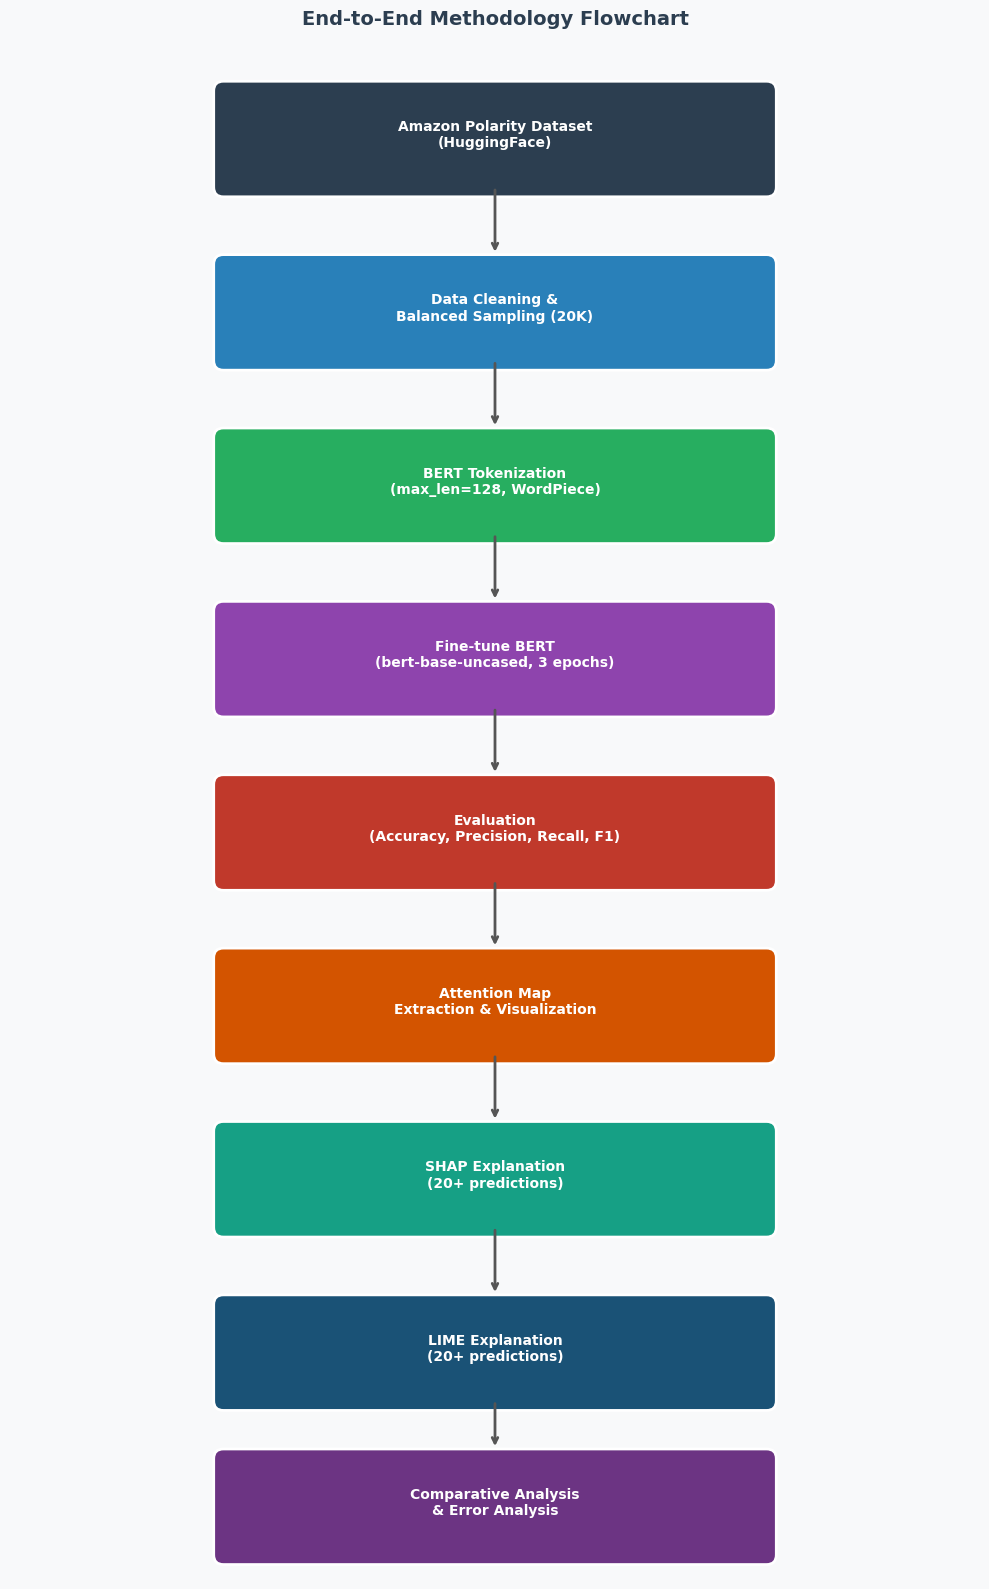 End-to-End Methodology Flowchart
Amazon Polarity Dataset
(HuggingFace)
Data Cleaning &
Balanced Sampling (20K)
BERT Tokenization
(max_len=128, WordPiece)
Fine-tune BERT
(bert-base-uncased, 3 epochs)
Evaluation
(Accuracy, Precision, Recall, F1)
Attention Map
Extraction & Visualization
SHAP Explanation
(20+ predictions)
LIME Explanation
(20+ predictions)
Comparative Analysis
& Error Analysis